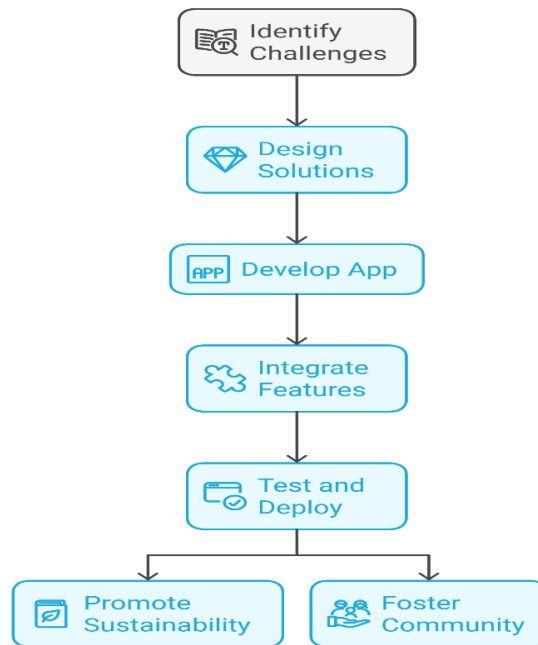 Identify
Challenges
Design
Solutions
APP Develop App
Integrate
Features
Test and
Deploy
Promote
Sustainability
Foster
Community